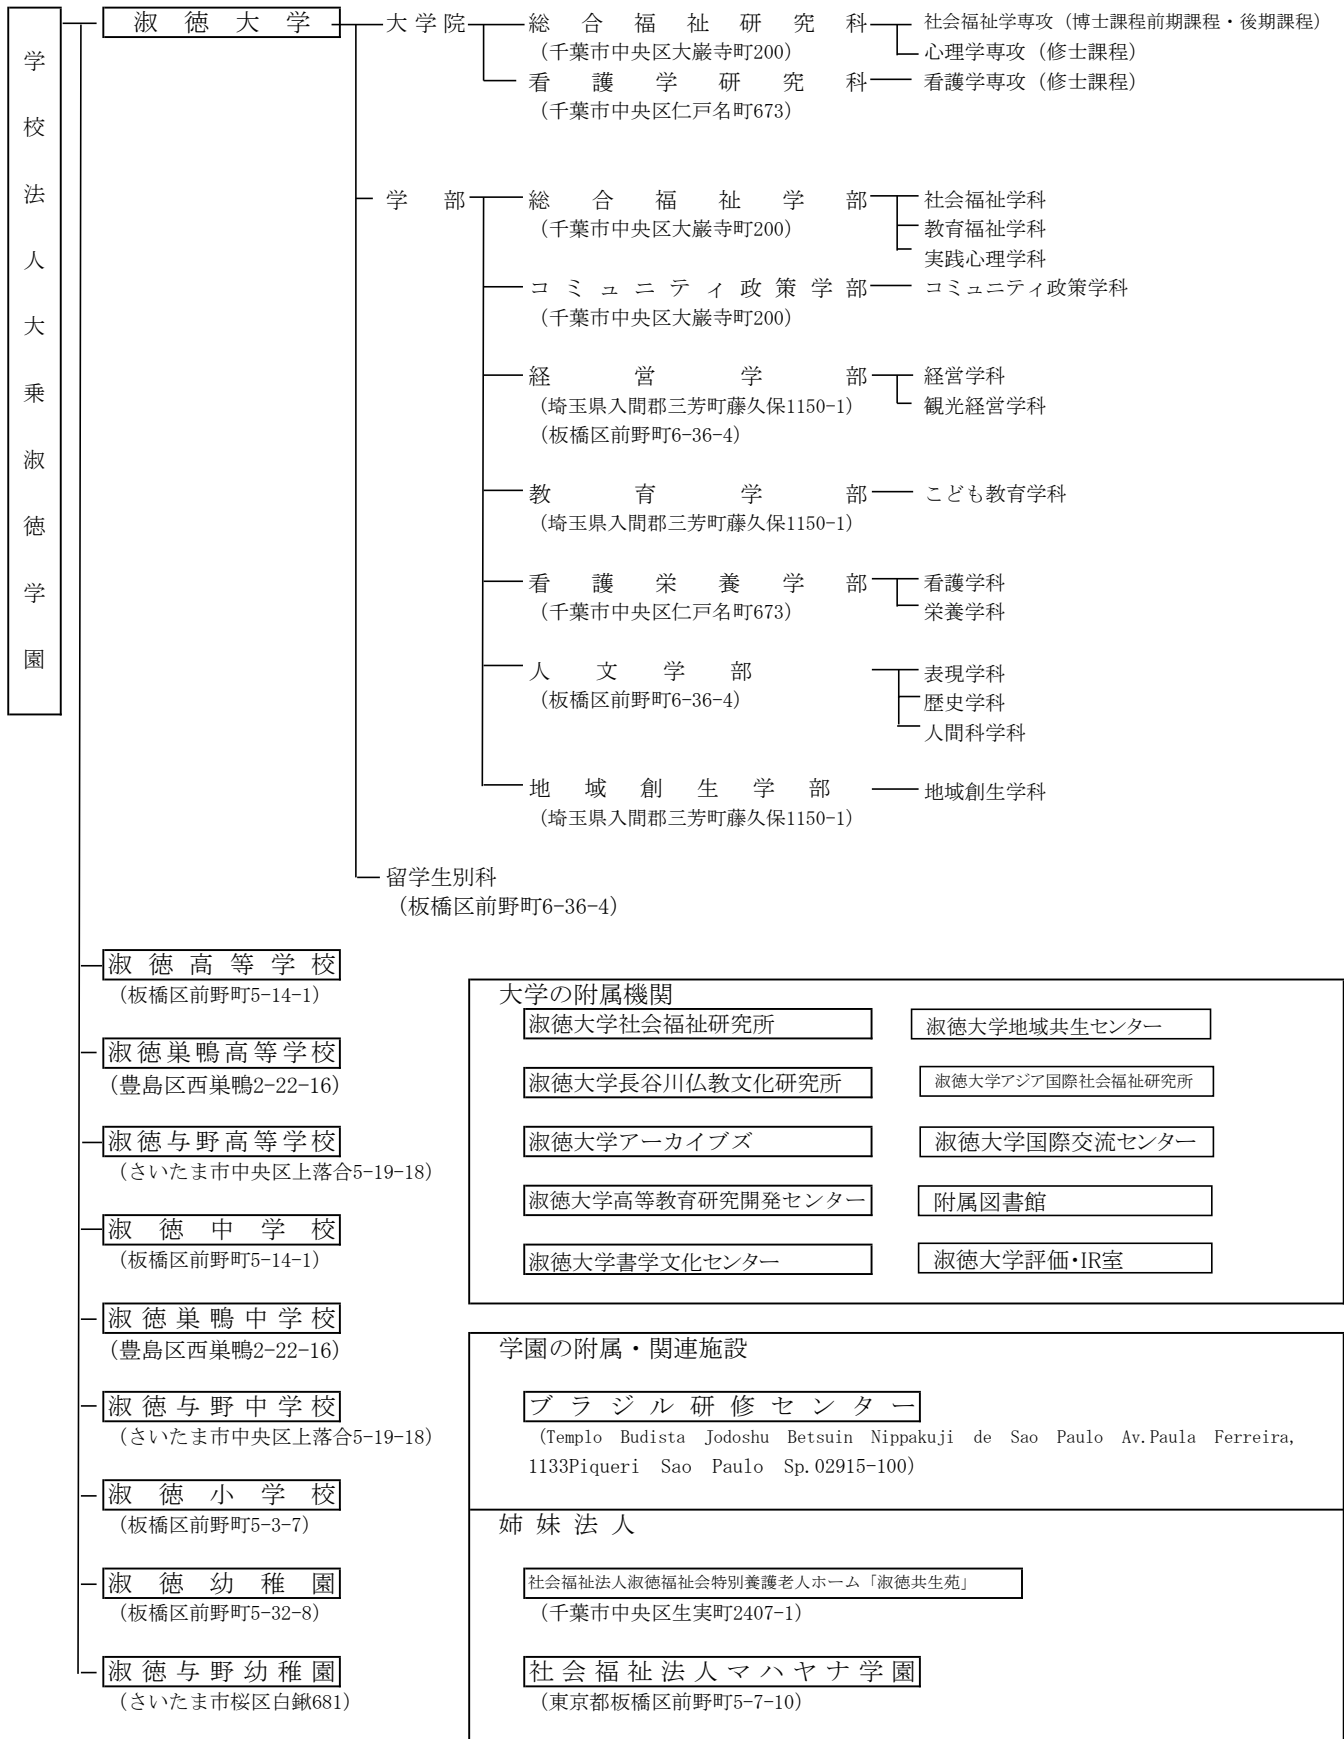 学校法人大乗淑徳学園
淑徳大学
大学院
総合福祉研究科
(千葉市中央区大巌寺町200)
社会福祉学専攻（博士課程前期課程・後期課程）
心理学専攻（修士課程）
看護学研究科
(千葉市中央区仁戸名町673)
看護学専攻（修士課程）
学部
総合福祉学部
(千葉市中央区大巌寺町200)
社会福祉学科
教育福祉学科
実践心理学科
コミュニティ政策学部
(千葉市中央区大巌寺町200)
コミュニティ政策学科
経営学部
(埼玉県入間郡三芳町藤久保1150-1)
(板橋区前野町6-36-4)
経営学科
観光経営学科
教育学部
(埼玉県入間郡三芳町藤久保1150-1)
こども教育学科
看護栄養学部
(千葉市中央区仁戸名町673)
看護学科
栄養学科
人文学部
(板橋区前野町6-36-4)
表現学科
歴史学科
人間科学科
地域創生学部
(埼玉県入間郡三芳町藤久保1150-1)
地域創生学科
留学生別科
(板橋区前野町6-36-4)
淑徳高等学校
(板橋区前野町5-14-1)
淑徳巣鴨高等学校
(豊島区西巣鴨2-22-16)
淑徳与野高等学校
(さいたま市中央区上落合5-19-18)
淑徳中学校
(板橋区前野町5-14-1)
淑徳巣鴨中学校
(豊島区西巣鴨2-22-16)
淑徳与野中学校
(さいたま市中央区上落合5-19-18)
淑徳小学校
(板橋区前野町5-3-7)
淑徳幼稚園
(板橋区前野町5-32-8)
淑徳与野幼稚園
(さいたま市桜区白鍬681)
大学の附属機関
淑徳大学社会福祉研究所
淑徳大学地域共生センター
淑徳大学長谷川仏教文化研究所
淑徳大学アジア国際社会福祉研究所
淑徳大学アーカイブズ
淑徳大学国際交流センター
淑徳大学高等教育研究開発センター
附属図書館
淑徳大学書学文化センター
淑徳大学評価・IR室
学園の附属・関連施設
ブラジル研修センター
(Templo Budista Jodoshu Betsuin Nippakuji de Sao Paulo Av.Paula Ferreira,
1133Piqueri Sao Paulo Sp.02915-100)
姉妹法人
社会福祉法人淑徳福祉会特別養護老人ホーム「淑徳共生苑」
(千葉市中央区生実町2407-1)
社会福祉法人マハヤナ学園
(東京都板橋区前野町5-7-10)